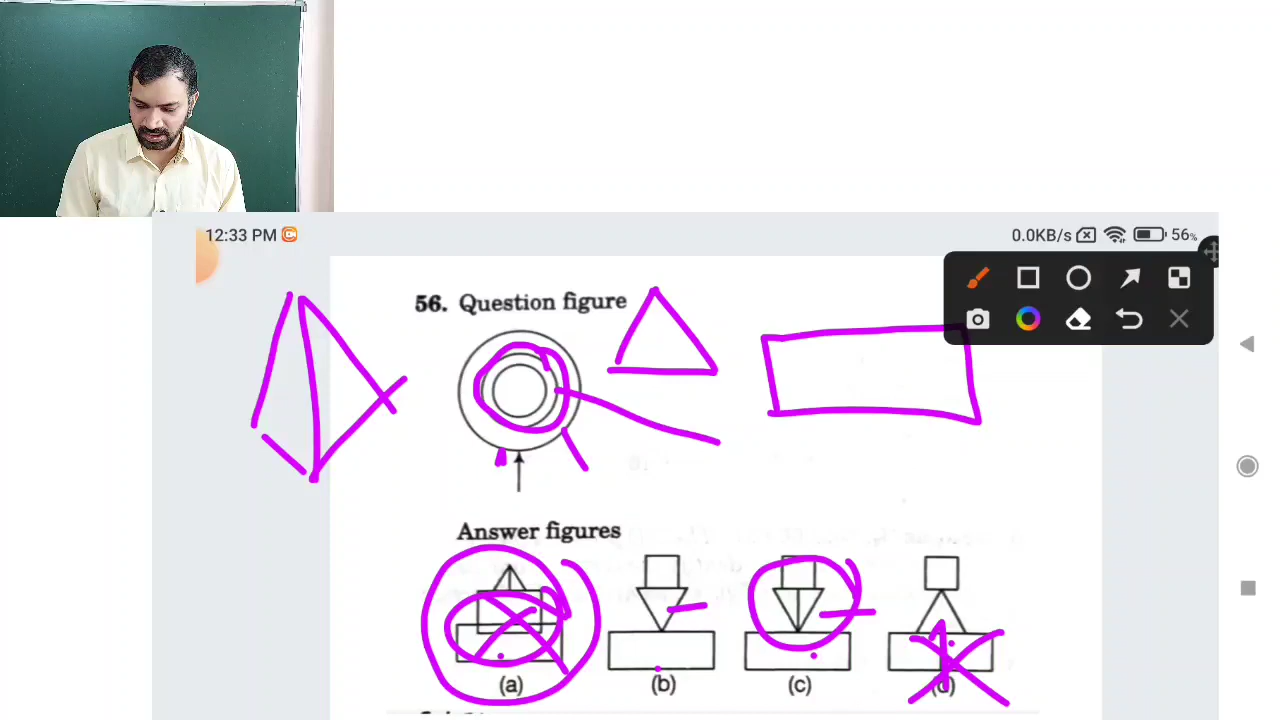 12:33 PM
0.0KB/s 56%
56. Question figure
Answer figures
(a) (b) (c) (d)